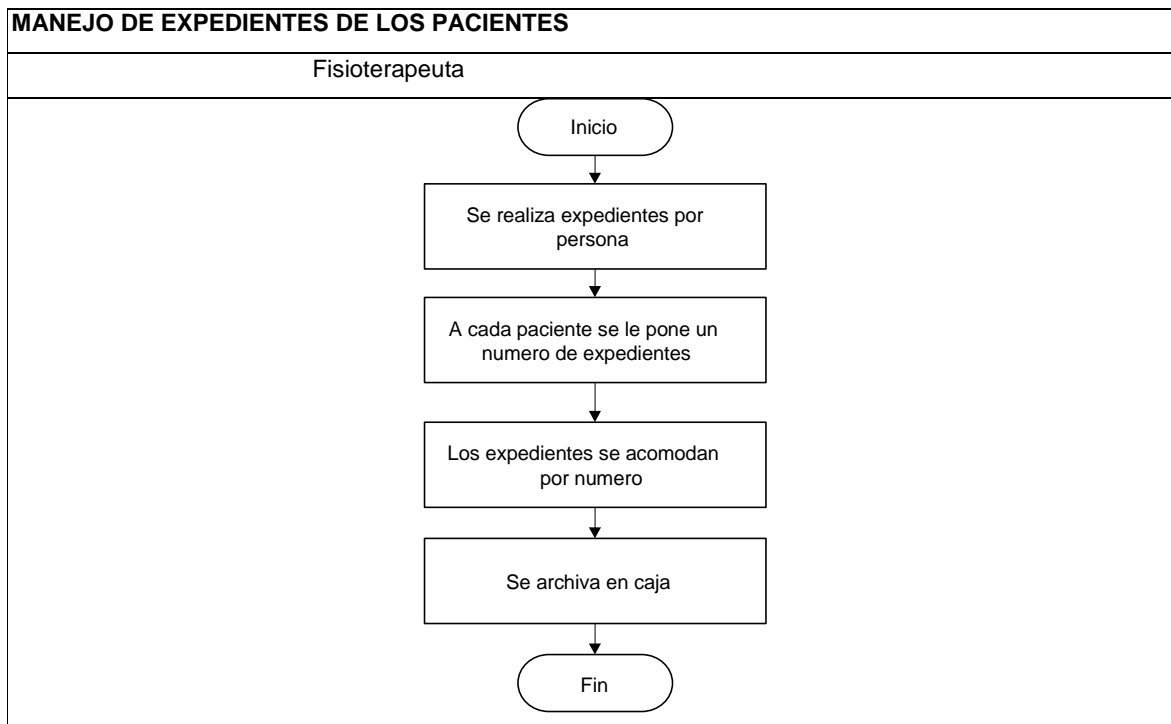 MANEJO DE EXPEDIENTES DE LOS PACIENTES
Fisioterapeuta
Inicio
Se realiza expedientes por
persona
A cada paciente se le pone un
numero de expedientes
Los expedientes se acomodan
por numero
Se archiva en caja
Fin